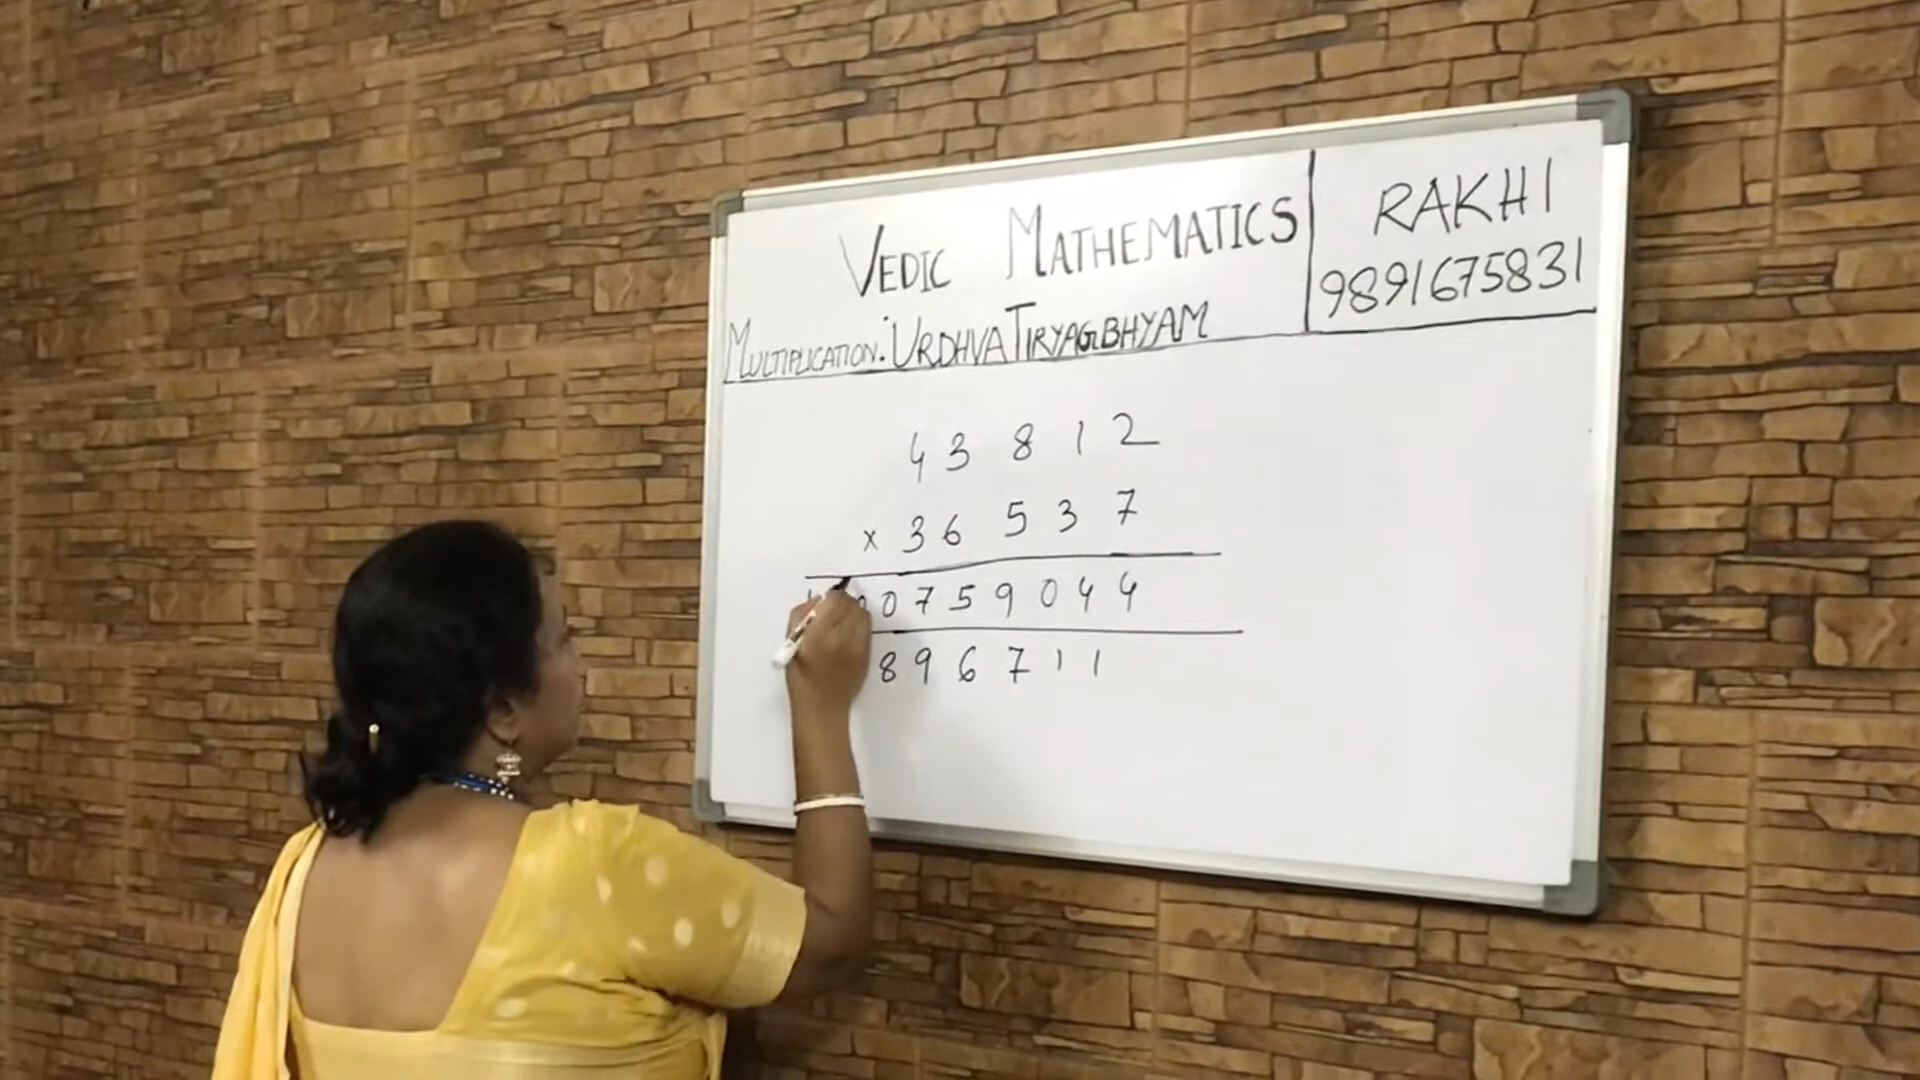 VEDIC MATHEMATICS
MULTIPLICATION: URDHVA TIRYAGBHYAM
RAKHI
9891675831
4 3 8 1 2
x 3 6 5 3 7
0 7 5 9 0 4 4
8 9 6 7 1 1